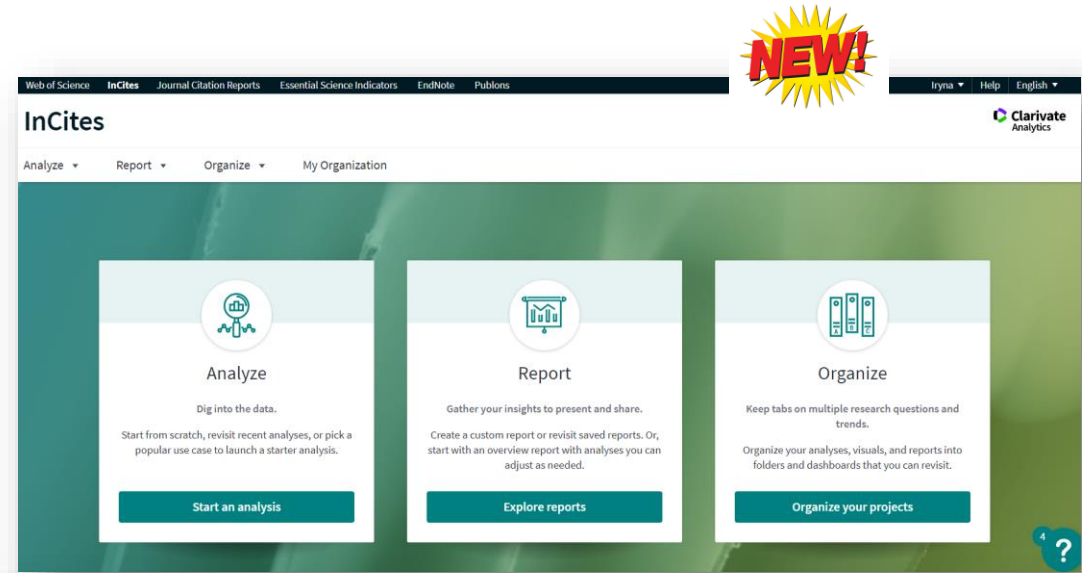 NEW!
Web of Science InCites Journal Citation Reports Essential Science Indicators EndNote Publons Iryna Help English
InCites
Clarivate
Analytics
Analyze Report Organize My Organization
Analyze
Dig into the data.
Start from scratch, revisit recent analyses, or pick a
popular use case to launch a starter analysis.
Start an analysis
Report
Gather your insights to present and share.
Create a custom report or revisit saved reports. Or,
start with an overview report with analyses you can
adjust as needed.
Explore reports
A B C
Organize
Keep tabs on multiple research questions and
trends.
Organize your analyses, visuals, and reports into
folders and dashboards that you can revisit.
Organize your projects
4
?